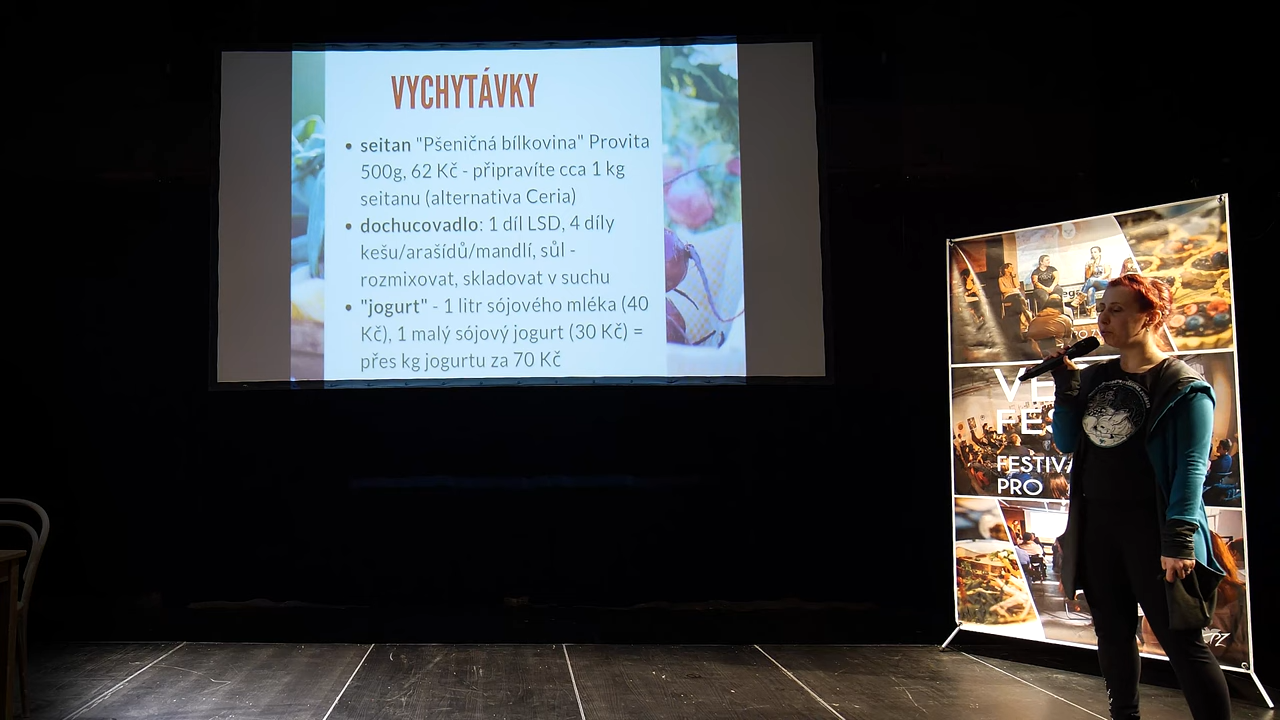 VYCHYTÁVKY
• seitan "Pšeničná bílkovina" Provita
500g, 62 Kč - připravíte cca 1 kg
seitanu (alternativa Ceria)
• dochucovadlo: 1 díl LSD, 4 díly
kešu/arašídů/mandlí, sůl -
rozmixovat, skladovat v suchu
• "jogurt" - 1 litr sójového mléka (40
Kč), 1 malý sójový jogurt (30 Kč) =
přes kg jogurtu za 70 Kč
VE
FES
FESTIVA
PRO